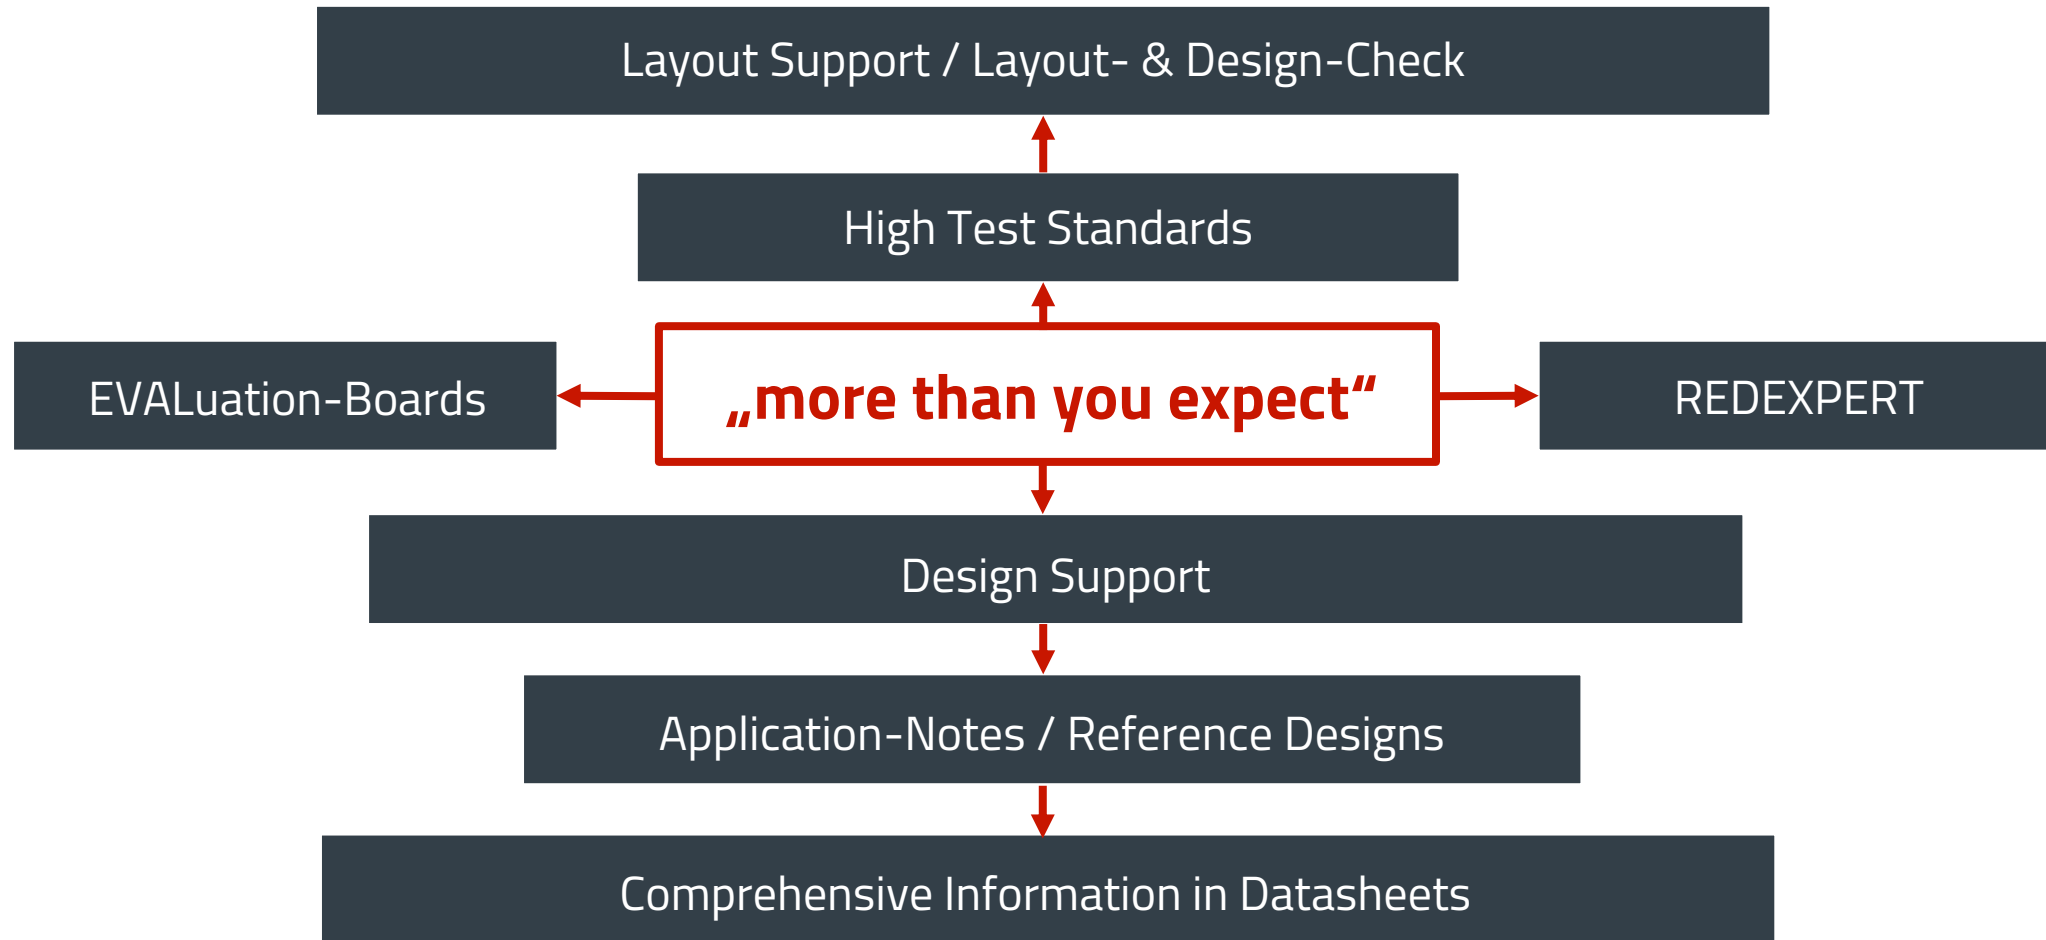 Layout Support / Layout- & Design-Check
High Test Standards
EVALuation-Boards
„more than you expect“
REDEXPERT
Design Support
Application-Notes / Reference Designs
Comprehensive Information in Datasheets